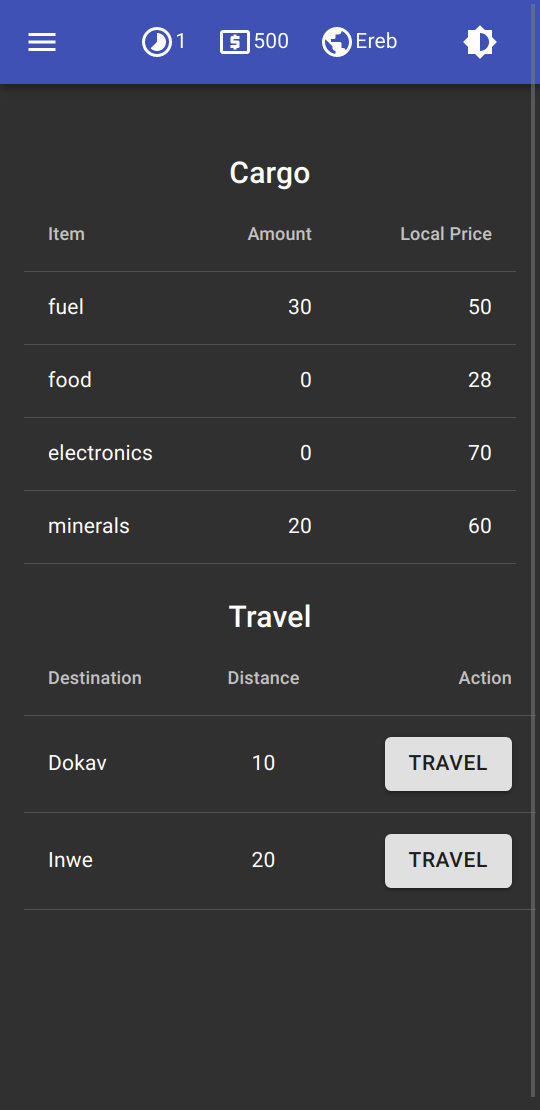 1 500 Ereb
Cargo
Item Amount Local Price
fuel 30 50
food 0 28
electronics 0 70
minerals 20 60
Travel
Destination Distance Action
Dokav 10 TRAVEL
Inwe 20 TRAVEL